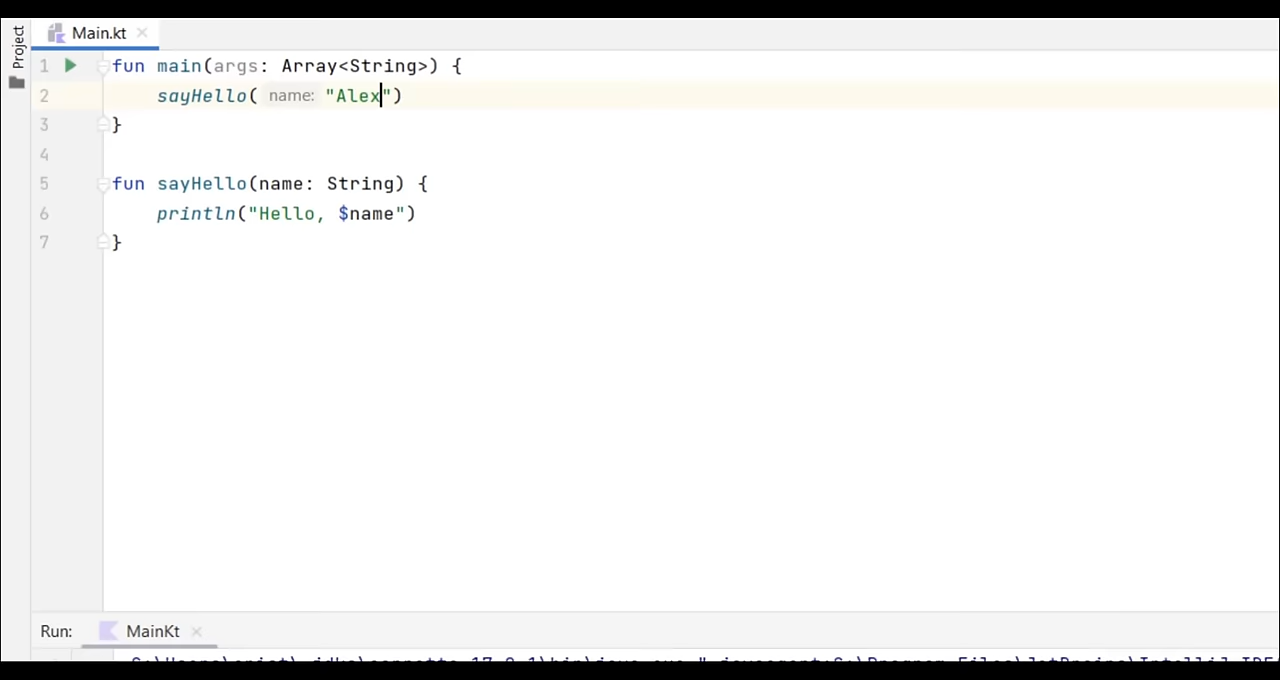 Project
Main.kt
1 fun main(args: Array<String>) {
2 sayHello( name: "Alex")
3 }
4
5 fun sayHello(name: String) {
6 println("Hello, $name")
7 }
Run: MainKt